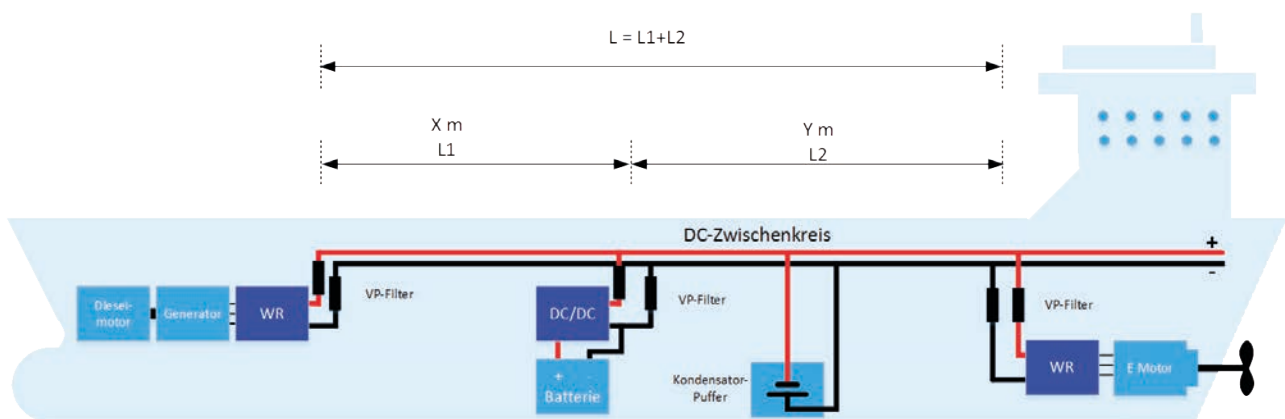 L = L1+L2
X m
L1
Y m
L2
DC-Zwischenkreis
+
-
VP-Filter
VP-Filter
VP-Filter
Diesel-
motor
Generator
WR
DC/DC
+ -
Batterie
Kondensator-
Puffer
WR
E Motor